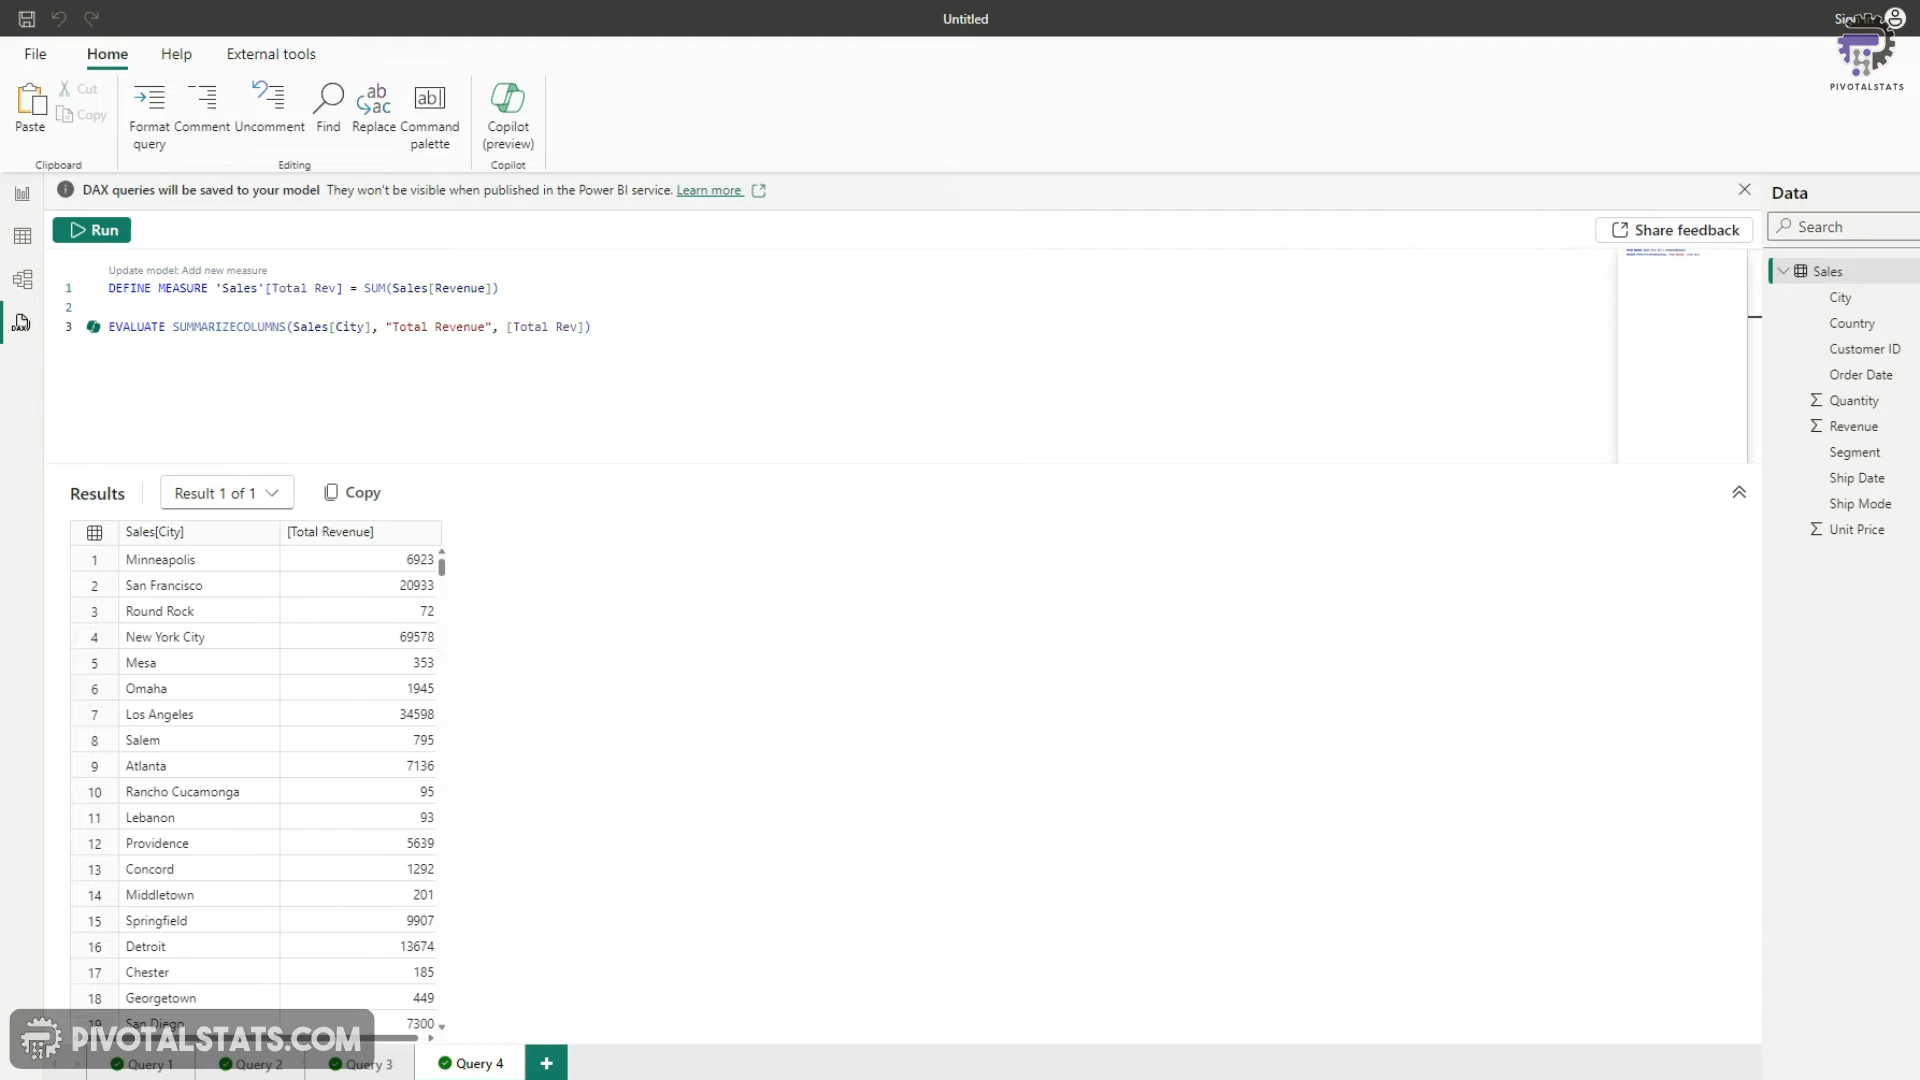 Untitled
File Home Help External tools
PIVOTALSTATS
Paste Cut Copy
Format query Comment Uncomment Find Replace Command palette Copilot (preview)
Clipboard Editing Copilot
DAX queries will be saved to your model They won't be visible when published in the Power BI service. Learn more
Run Share feedback
Update model: Add new measure
1 DEFINE MEASURE 'Sales'[Total Rev] = SUM(Sales[Revenue])
2
3 EVALUATE SUMMARIZECOLUMNS(Sales[City], "Total Revenue", [Total Rev])
Results Result 1 of 1 Copy
Sales[City] [Total Revenue]
1 Minneapolis 6923
2 San Francisco 20933
3 Round Rock 72
4 New York City 69578
5 Mesa 353
6 Omaha 1945
7 Los Angeles 34598
8 Salem 795
9 Atlanta 7136
10 Rancho Cucamonga 95
11 Lebanon 93
12 Providence 5639
13 Concord 1292
14 Middletown 201
15 Springfield 9907
16 Detroit 13674
17 Chester 185
18 Georgetown 449
19 San Diego 7300
PIVOTALSTATS.COM
Query 1 Query 2 Query 3 Query 4 +
Data
Search
Sales
City
Country
Customer ID
Order Date
Quantity
Revenue
Segment
Ship Date
Ship Mode
Unit Price